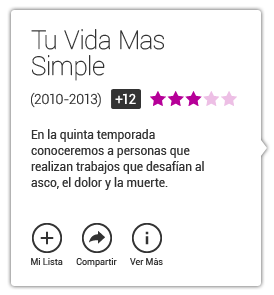 Tu Vida Mas
Simple
(2010-2013) +12
En la quinta temporada
conoceremos a personas que
realizan trabajos que desafían al
asco, el dolor y la muerte.
Mi Lista Compartir Ver Más